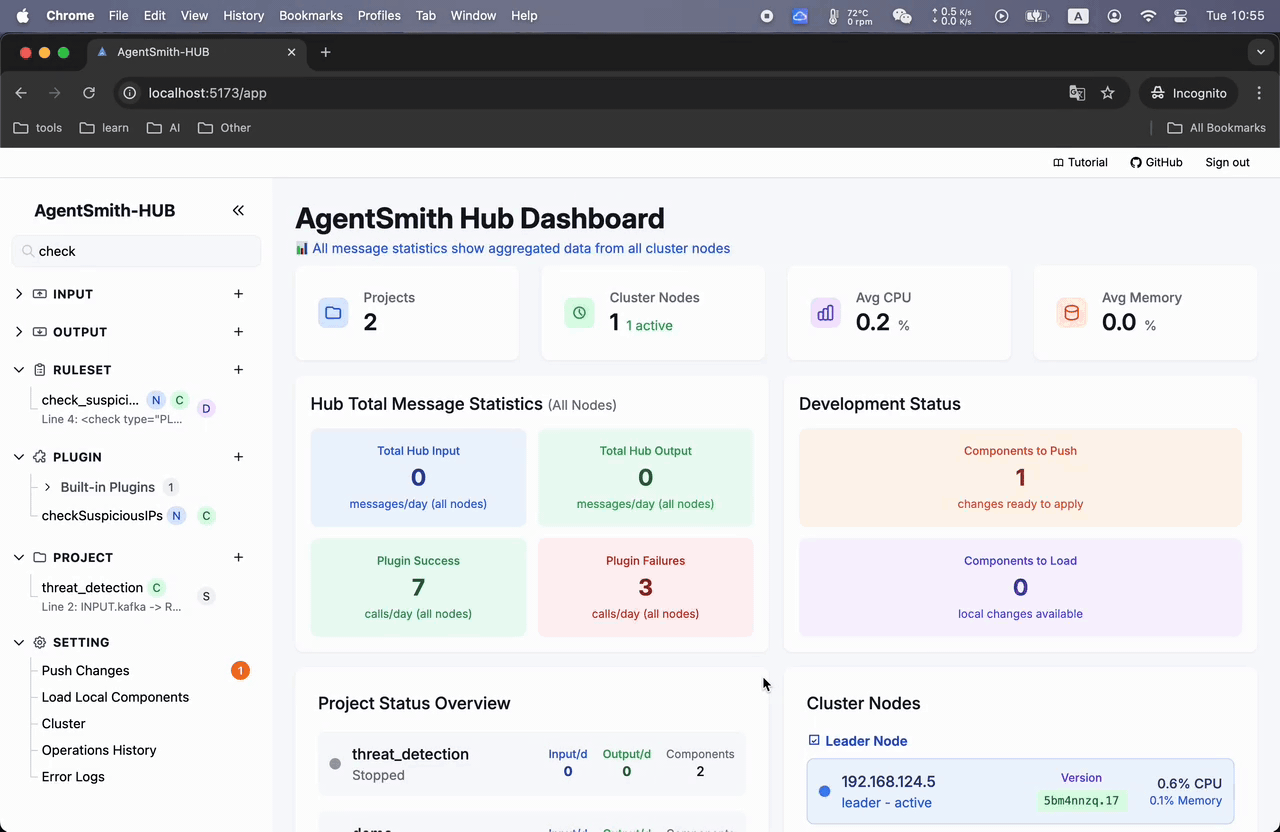 Chrome File Edit View History Bookmarks Profiles Tab Window Help
72°C
0 rpm
0.5 K/s
0.0 K/s
A
Tue 10:55
AgentSmith-HUB
localhost:5173/app
Incognito
tools learn AI Other
All Bookmarks
Tutorial GitHub Sign out
AgentSmith-HUB
check
INPUT
OUTPUT
RULESET
check_suspici... N C
D
Line 4: <check type="PL...
PLUGIN
Built-in Plugins 1
checkSuspiciousIPs N C
PROJECT
threat_detection C
S
Line 2: INPUT.kafka -> R...
SETTING
Push Changes 1
Load Local Components
Cluster
Operations History
Error Logs
AgentSmith Hub Dashboard
All message statistics show aggregated data from all cluster nodes
Projects
2
Cluster Nodes
1 1 active
Avg CPU
0.2 %
Avg Memory
0.0 %
Hub Total Message Statistics (All Nodes)
Total Hub Input
0
messages/day (all nodes)
Total Hub Output
0
messages/day (all nodes)
Plugin Success
7
calls/day (all nodes)
Plugin Failures
3
calls/day (all nodes)
Development Status
Components to Push
1
changes ready to apply
Components to Load
0
local changes available
Project Status Overview
threat_detection
Stopped
Input/d
0
Output/d
0
Components
2
Cluster Nodes
Leader Node
192.168.124.5
leader - active
Version
5bm4nnzq.17
0.6% CPU
0.1% Memory